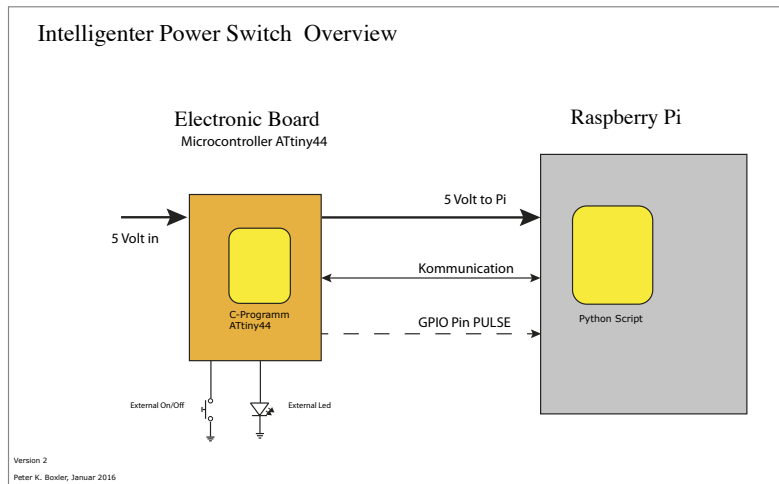 Intelligenter Power Switch Overview
Electronic Board
Microcontroller ATtiny44
Raspberry Pi
5 Volt in
5 Volt to Pi
Kommunication
GPIO Pin PULSE
C-Programm
ATtiny44
Python Script
External On/Off
External Led
Version 2
Peter K. Boxler, Januar 2016